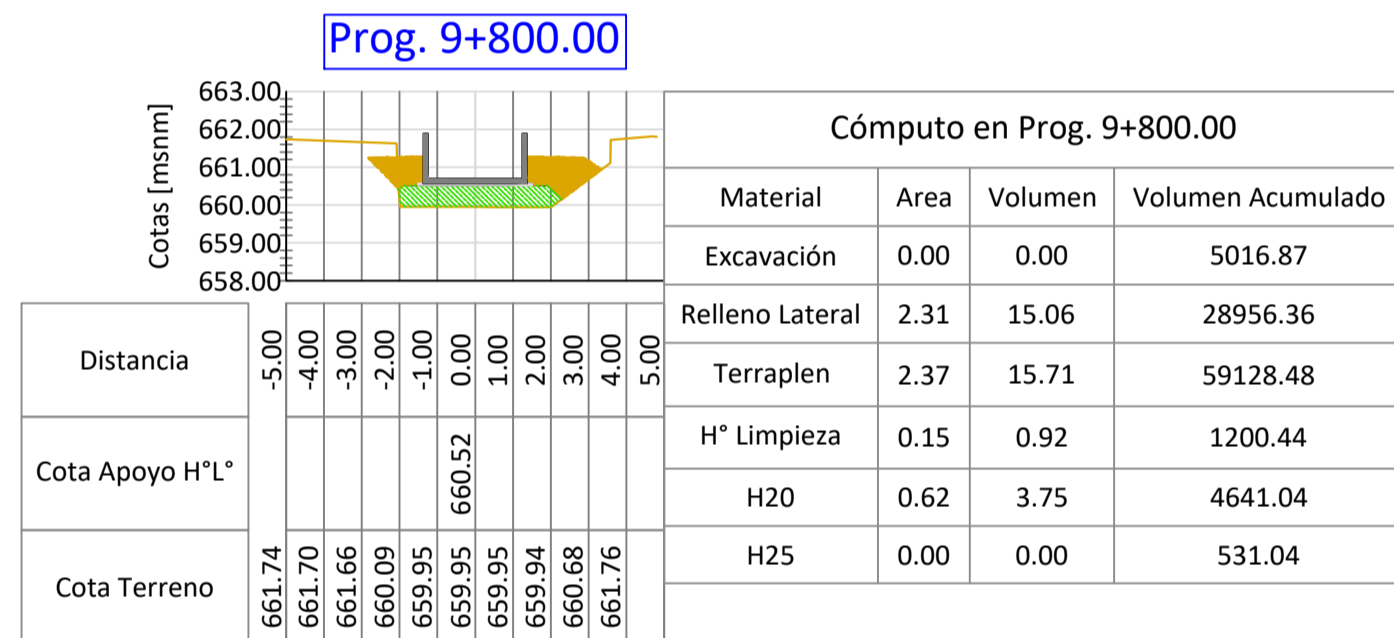 Prog. 9+800.00
Cotas [msnm]
663.00
662.00
661.00
660.00
659.00
658.00
Distancia
-5.00 -4.00 -3.00 -2.00 -1.00 0.00 1.00 2.00 3.00 4.00 5.00
Cota Apoyo H°L°
660.52
Cota Terreno
661.74 661.70 661.66 660.09 659.95 659.95 659.95 659.94 660.68 661.76
Cómputo en Prog. 9+800.00
Material Area Volumen Volumen Acumulado
Excavación 0.00 0.00 5016.87
Relleno Lateral 2.31 15.06 28956.36
Terraplen 2.37 15.71 59128.48
H° Limpieza 0.15 0.92 1200.44
H20 0.62 3.75 4641.04
H25 0.00 0.00 531.04